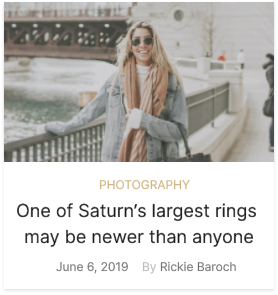 PHOTOGRAPHY
One of Saturn's largest rings
may be newer than anyone
June 6, 2019 By Rickie Baroch